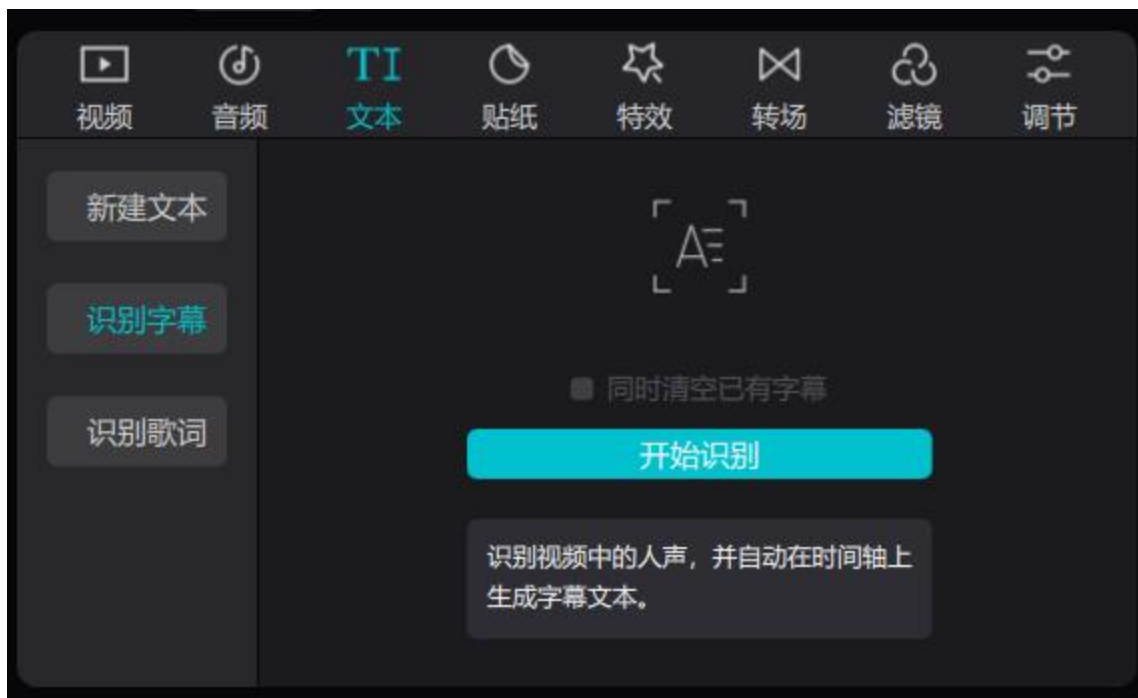 视频 音频 文本 贴纸 特效 转场 滤镜 调节
新建文本
识别字幕
识别歌词
同时清空已有字幕
开始识别
识别视频中的人声，并自动在时间轴上
生成字幕文本。